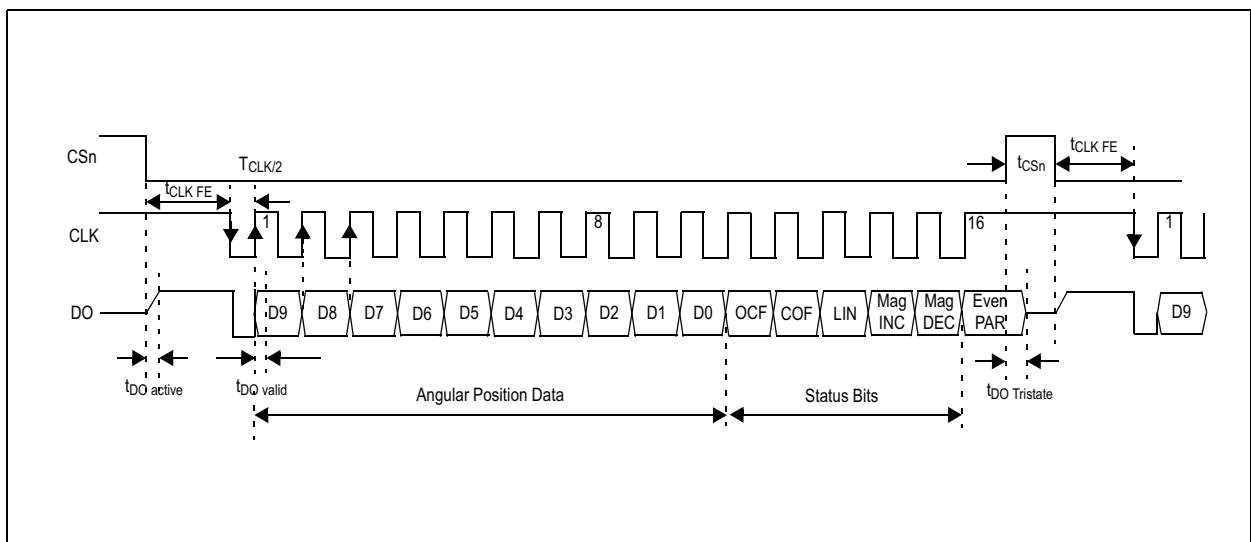 CSn
TCLK/2
tCSn
tCLK FE
tCLK FE
CLK
1
8
16
1
DO
D9
D8
D7
D6
D5
D4
D3
D2
D1
D0
OCF
COF
LIN
Mag
INC
Mag
DEC
Even
PAR
D9
tDO active
tDO valid
Angular Position Data
Status Bits
tDO Tristate